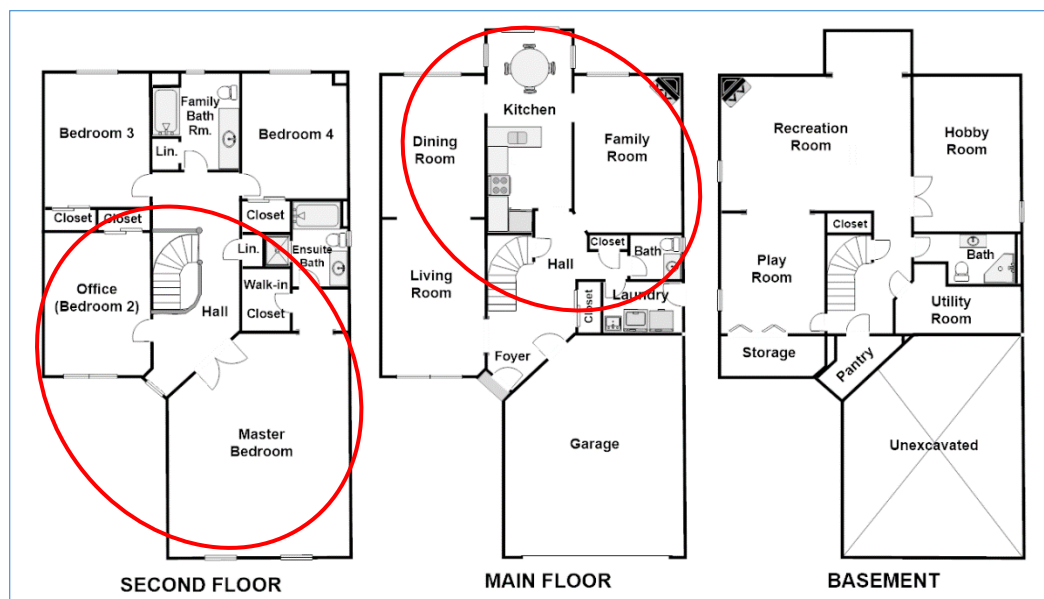 Family
Bath
Rm.
Bedroom 3
Bedroom 4
Lin.
Closet
Closet
Closet
Lin.
Ensuite
Bath
Office
(Bedroom 2)
Walk-in
Closet
Hall
Master
Bedroom
SECOND FLOOR
Kitchen
Dining
Room
Family
Room
Closet
Bath
Hall
Living
Room
Laundry
Closet
Foyer
Garage
MAIN FLOOR
Recreation
Room
Hobby
Room
Closet
Play
Room
Bath
Utility
Room
Storage
Pantry
Unexcavated
BASEMENT